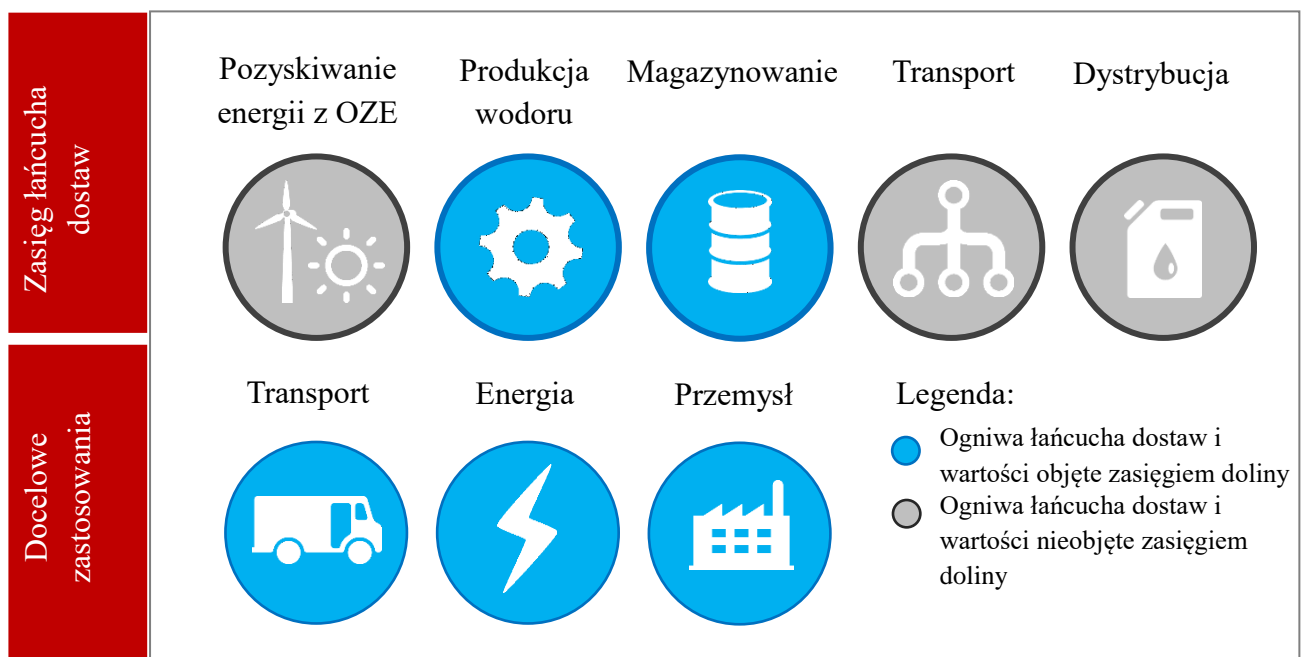 Zasięg łańcucha
dostaw
Pozyskiwanie
energii z OZE
Produkcja
wodoru
Magazynowanie
Transport
Dystrybucja
Docelowe
zastosowania
Transport
Energia
Przemysł
Legenda:
Ogniwa łańcucha dostaw i
wartości objęte zasięgiem doliny
Ogniwa łańcucha dostaw i
wartości nieobjęte zasięgiem
doliny